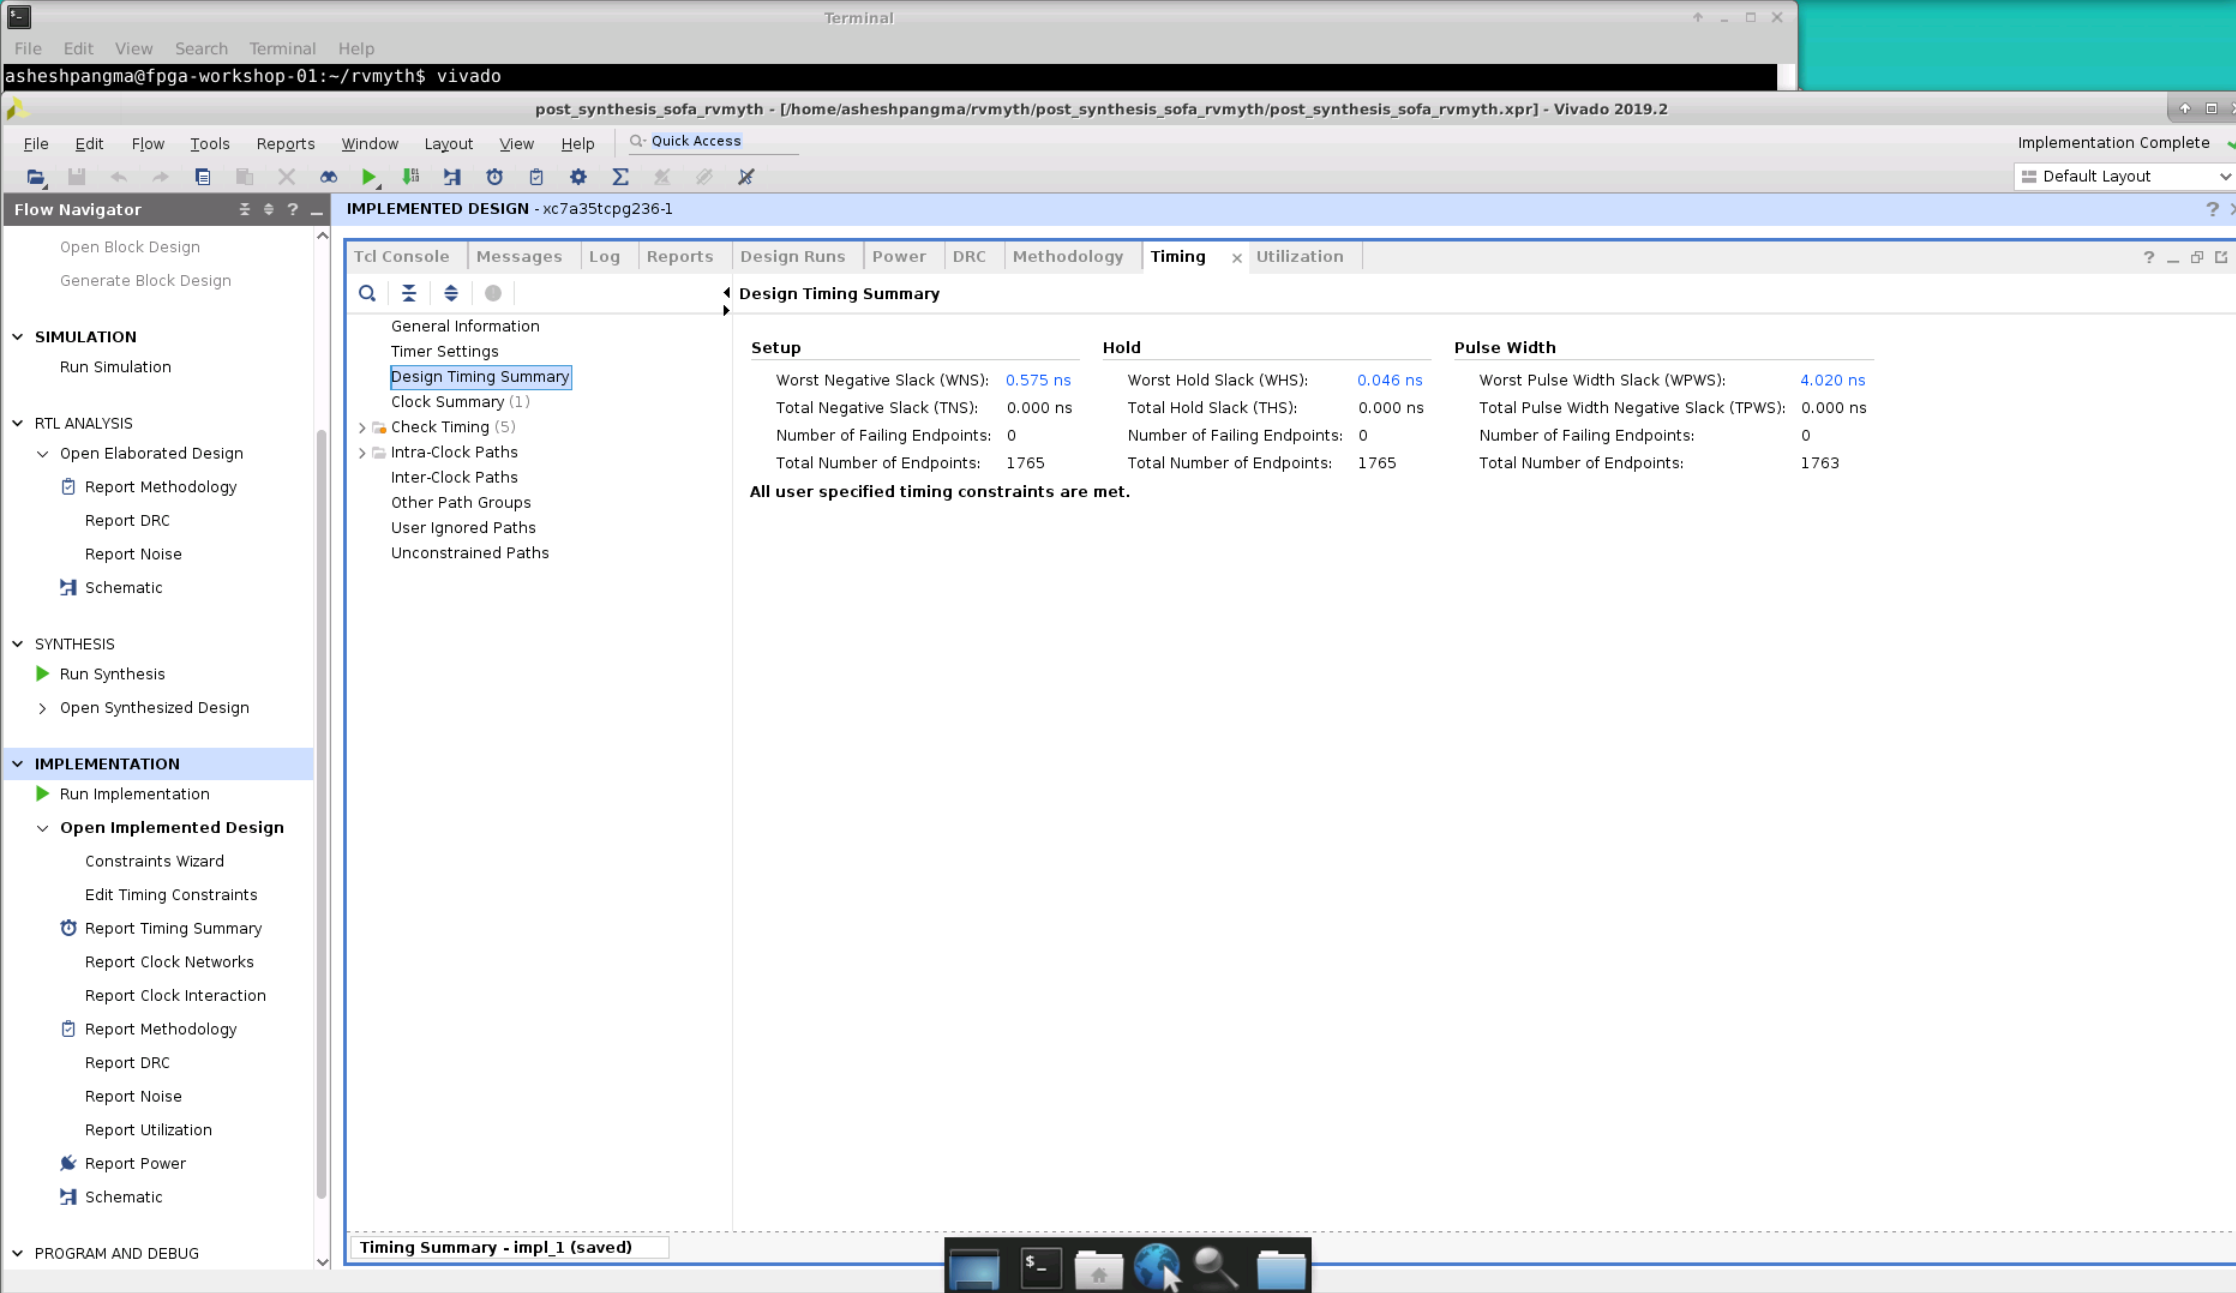 Terminal
File Edit View Search Terminal Help
asheshpangma@fpga-workshop-01:~/rvmyth$ vivado
post_synthesis_sofa_rvmyth - [/home/asheshpangma/rvmyth/post_synthesis_sofa_rvmyth/post_synthesis_sofa_rvmyth.xpr] - Vivado 2019.2
File Edit Flow Tools Reports Window Layout View Help Quick Access
Implementation Complete
Default Layout
Flow Navigator
Open Block Design
Generate Block Design
SIMULATION
Run Simulation
RTL ANALYSIS
Open Elaborated Design
Report Methodology
Report DRC
Report Noise
Schematic
SYNTHESIS
Run Synthesis
Open Synthesized Design
IMPLEMENTATION
Run Implementation
Open Implemented Design
Constraints Wizard
Edit Timing Constraints
Report Timing Summary
Report Clock Networks
Report Clock Interaction
Report Methodology
Report DRC
Report Noise
Report Utilization
Report Power
Schematic
PROGRAM AND DEBUG
IMPLEMENTED DESIGN - xc7a35tcpg236-1
Tcl Console Messages Log Reports Design Runs Power DRC Methodology Timing Utilization
General Information
Timer Settings
Design Timing Summary
Clock Summary (1)
Check Timing (5)
Intra-Clock Paths
Inter-Clock Paths
Other Path Groups
User Ignored Paths
Unconstrained Paths
Design Timing Summary
Setup
Worst Negative Slack (WNS): 0.575 ns
Total Negative Slack (TNS): 0.000 ns
Number of Failing Endpoints: 0
Total Number of Endpoints: 1765
Hold
Worst Hold Slack (WHS): 0.046 ns
Total Hold Slack (THS): 0.000 ns
Number of Failing Endpoints: 0
Total Number of Endpoints: 1765
Pulse Width
Worst Pulse Width Slack (WPWS): 4.020 ns
Total Pulse Width Negative Slack (TPWS): 0.000 ns
Number of Failing Endpoints: 0
Total Number of Endpoints: 1763
All user specified timing constraints are met.
Timing Summary - impl_1 (saved)
$_